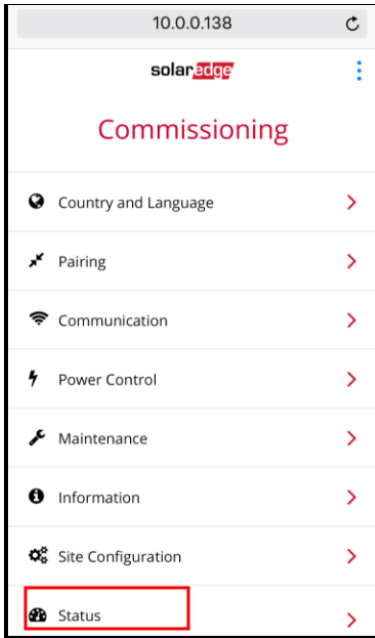 10.0.0.138
solaredge
Commissioning
Country and Language
Pairing
Communication
Power Control
Maintenance
Information
Site Configuration
Status